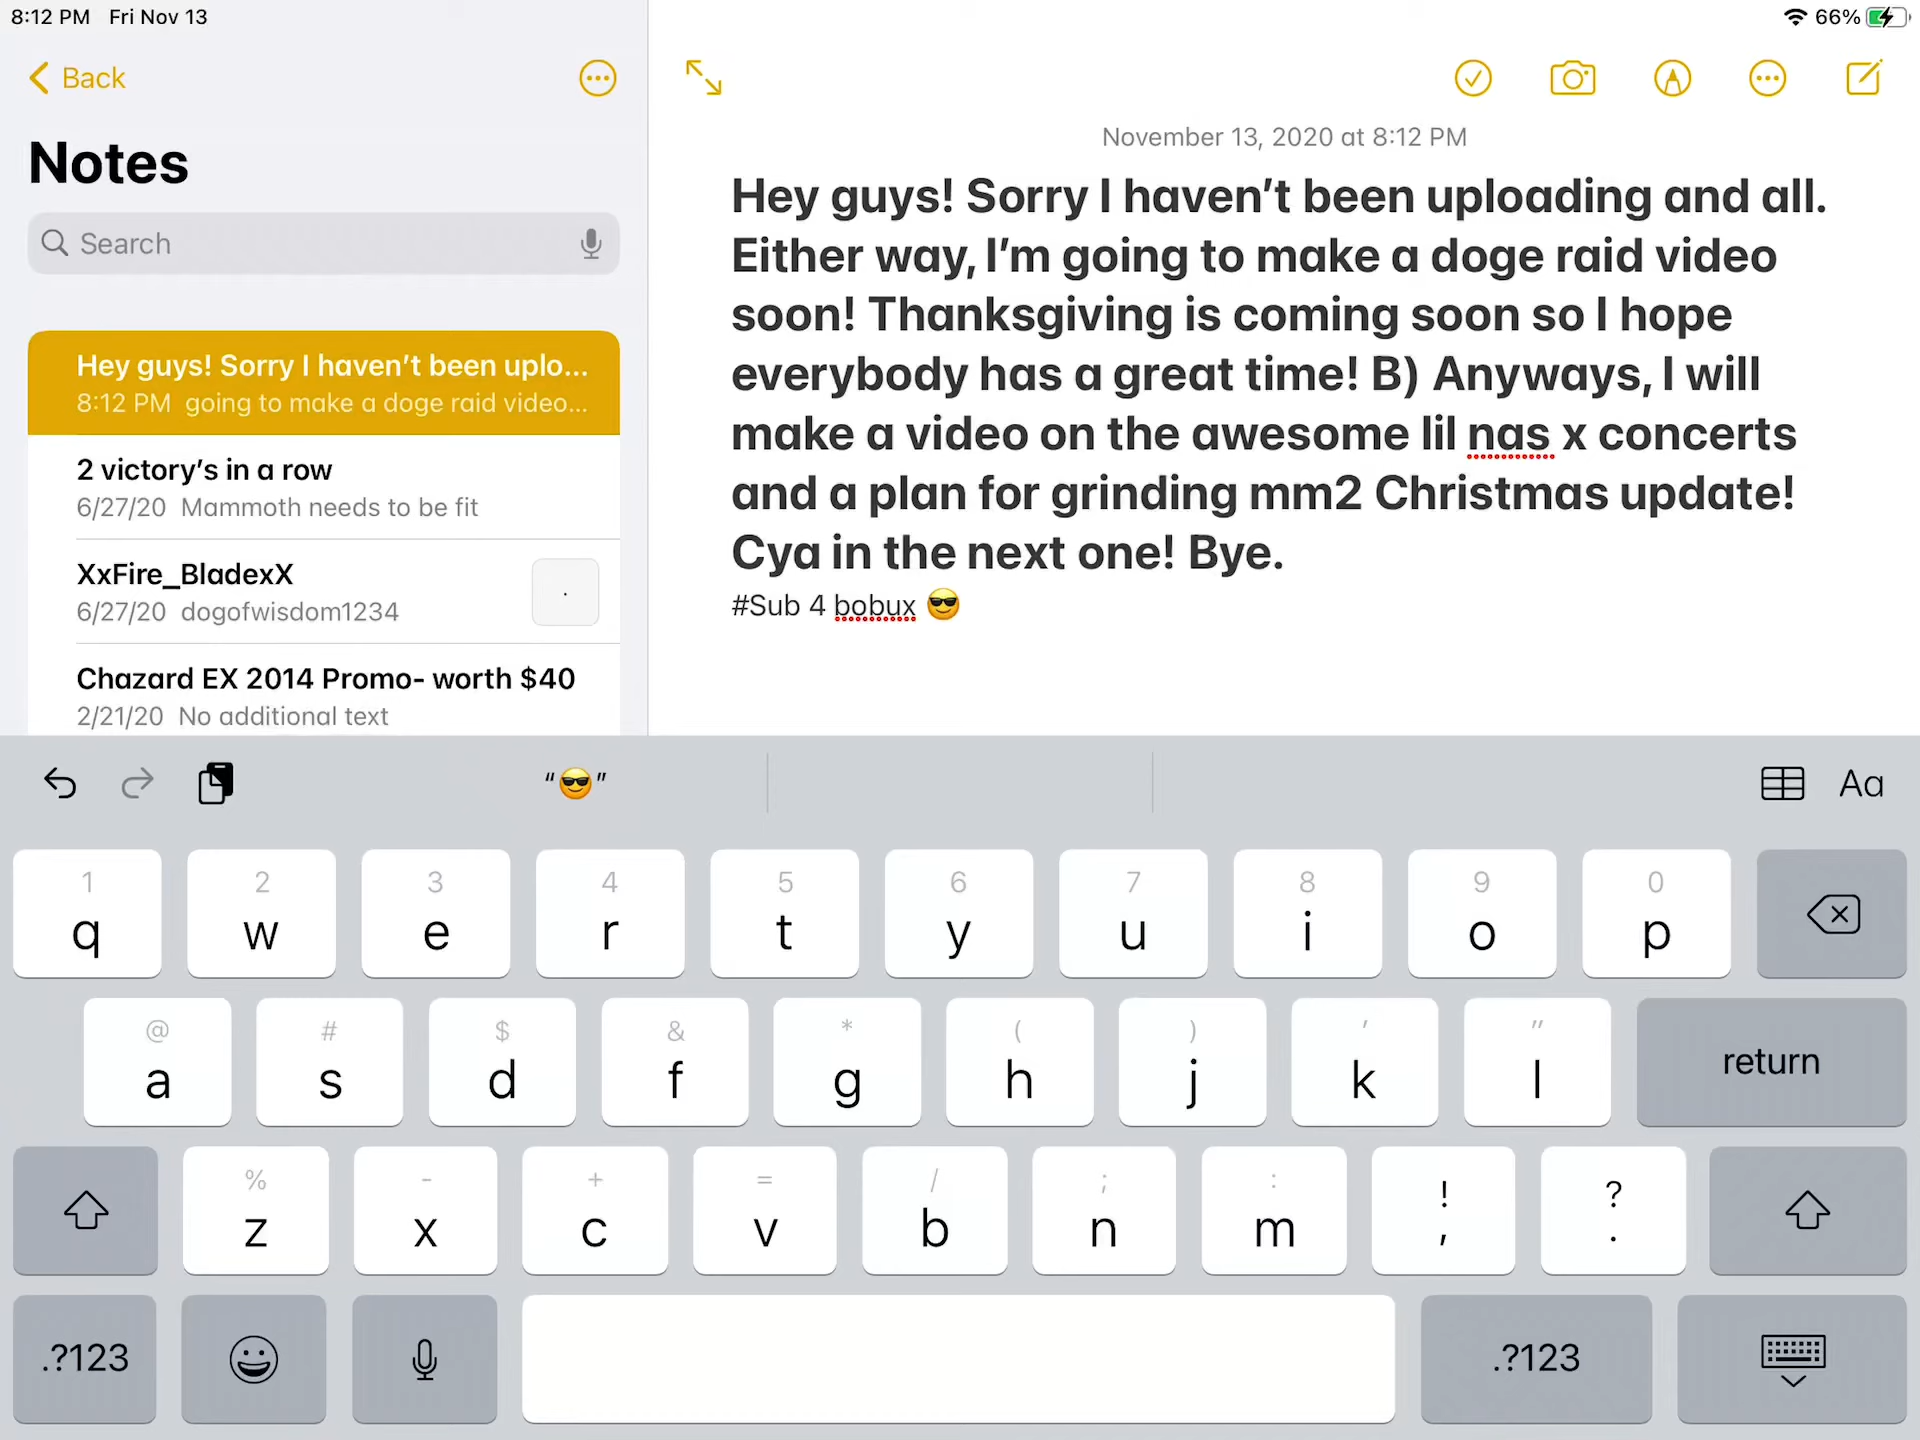 8:12 PM Fri Nov 13
66%
Back
Notes
Search
Hey guys! Sorry I haven't been uplo...
8:12 PM going to make a doge raid video...
2 victory's in a row
6/27/20 Mammoth needs to be fit
XxFire_BladexX
6/27/20 dogofwisdom1234
Chazard EX 2014 Promo- worth $40
2/21/20 No additional text
November 13, 2020 at 8:12 PM
Hey guys! Sorry I haven't been uploading and all.
Either way, I'm going to make a doge raid video
soon! Thanksgiving is coming soon so I hope
everybody has a great time! B) Anyways, I will
make a video on the awesome lil nas x concerts
and a plan for grinding mm2 Christmas update!
Cya in the next one! Bye.
#Sub 4 bobux 😎
"😎"
Aa
1 2 3 4 5 6 7 8 9 0
q w e r t y u i o p
@ # $ & * ( ) ' "
a s d f g h j k l return
% - + = / ; : ! ?
z x c v b n m , .
.?123 .?123